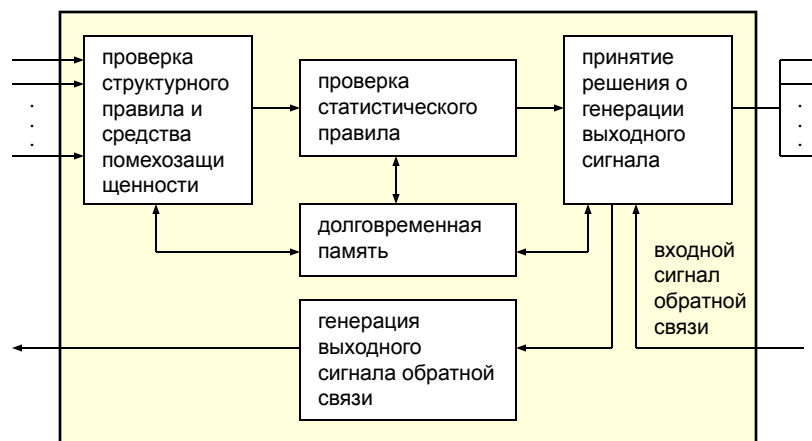 проверка
структурного
правила и
средства
помехозащи
щенности
проверка
статистического
правила
принятие
решения о
генерации
выходного
сигнала
долговременная
память
входной
сигнал
обратной
связи
генерация
выходного
сигнала обратной
связи